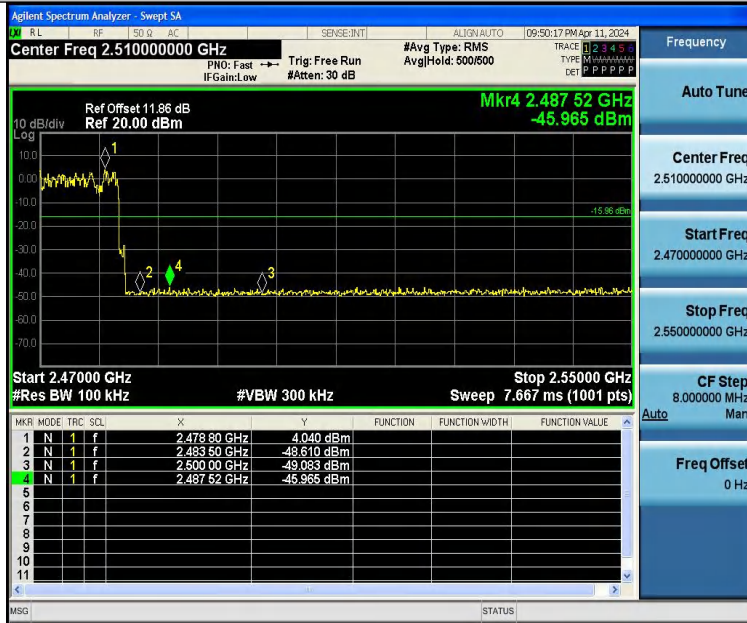 Agilent Spectrum Analyzer - Swept SA
RL RF 50 Ω AC SENSE:INT ALIGN AUTO 09:50:17 PM Apr 11, 2024
Center Freq 2.510000000 GHz
PNO: Fast
IFGain:Low
Trig: Free Run
#Atten: 30 dB
#Avg Type: RMS
Avg|Hold: 500/500
TRACE 1 2 3 4 5 6
TYPE M
DET P P P P P P
Frequency
Auto Tune
Center Freq
2.510000000 GHz
Start Freq
2.470000000 GHz
Stop Freq
2.550000000 GHz
CF Step
8.000000 MHz
Auto Man
Freq Offset
0 Hz
Mkr4 2.487 52 GHz
-45.965 dBm
Ref Offset 11.86 dB
10 dB/div Ref 20.00 dBm
Log
10.0
0.00
-10.0
-20.0
-30.0
-40.0
-50.0
-60.0
-70.0
1
2
4
3
-15.96 dBm
Start 2.47000 GHz Stop 2.55000 GHz
#Res BW 100 kHz #VBW 300 kHz Sweep 7.667 ms (1001 pts)
MKR MODE TRC SCL X Y FUNCTION FUNCTION WIDTH FUNCTION VALUE
1 N 1 f 2.478 80 GHz 4.040 dBm
2 N 1 f 2.483 50 GHz -48.610 dBm
3 N 1 f 2.500 00 GHz -49.083 dBm
4 N 1 f 2.487 52 GHz -45.965 dBm
5
6
7
8
9
10
11
MSG STATUS